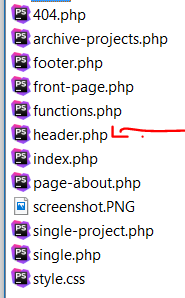 404.php
archive-projects.php
footer.php
front-page.php
functions.php
header.php
index.php
page-about.php
screenshot.PNG
single-project.php
single.php
style.css